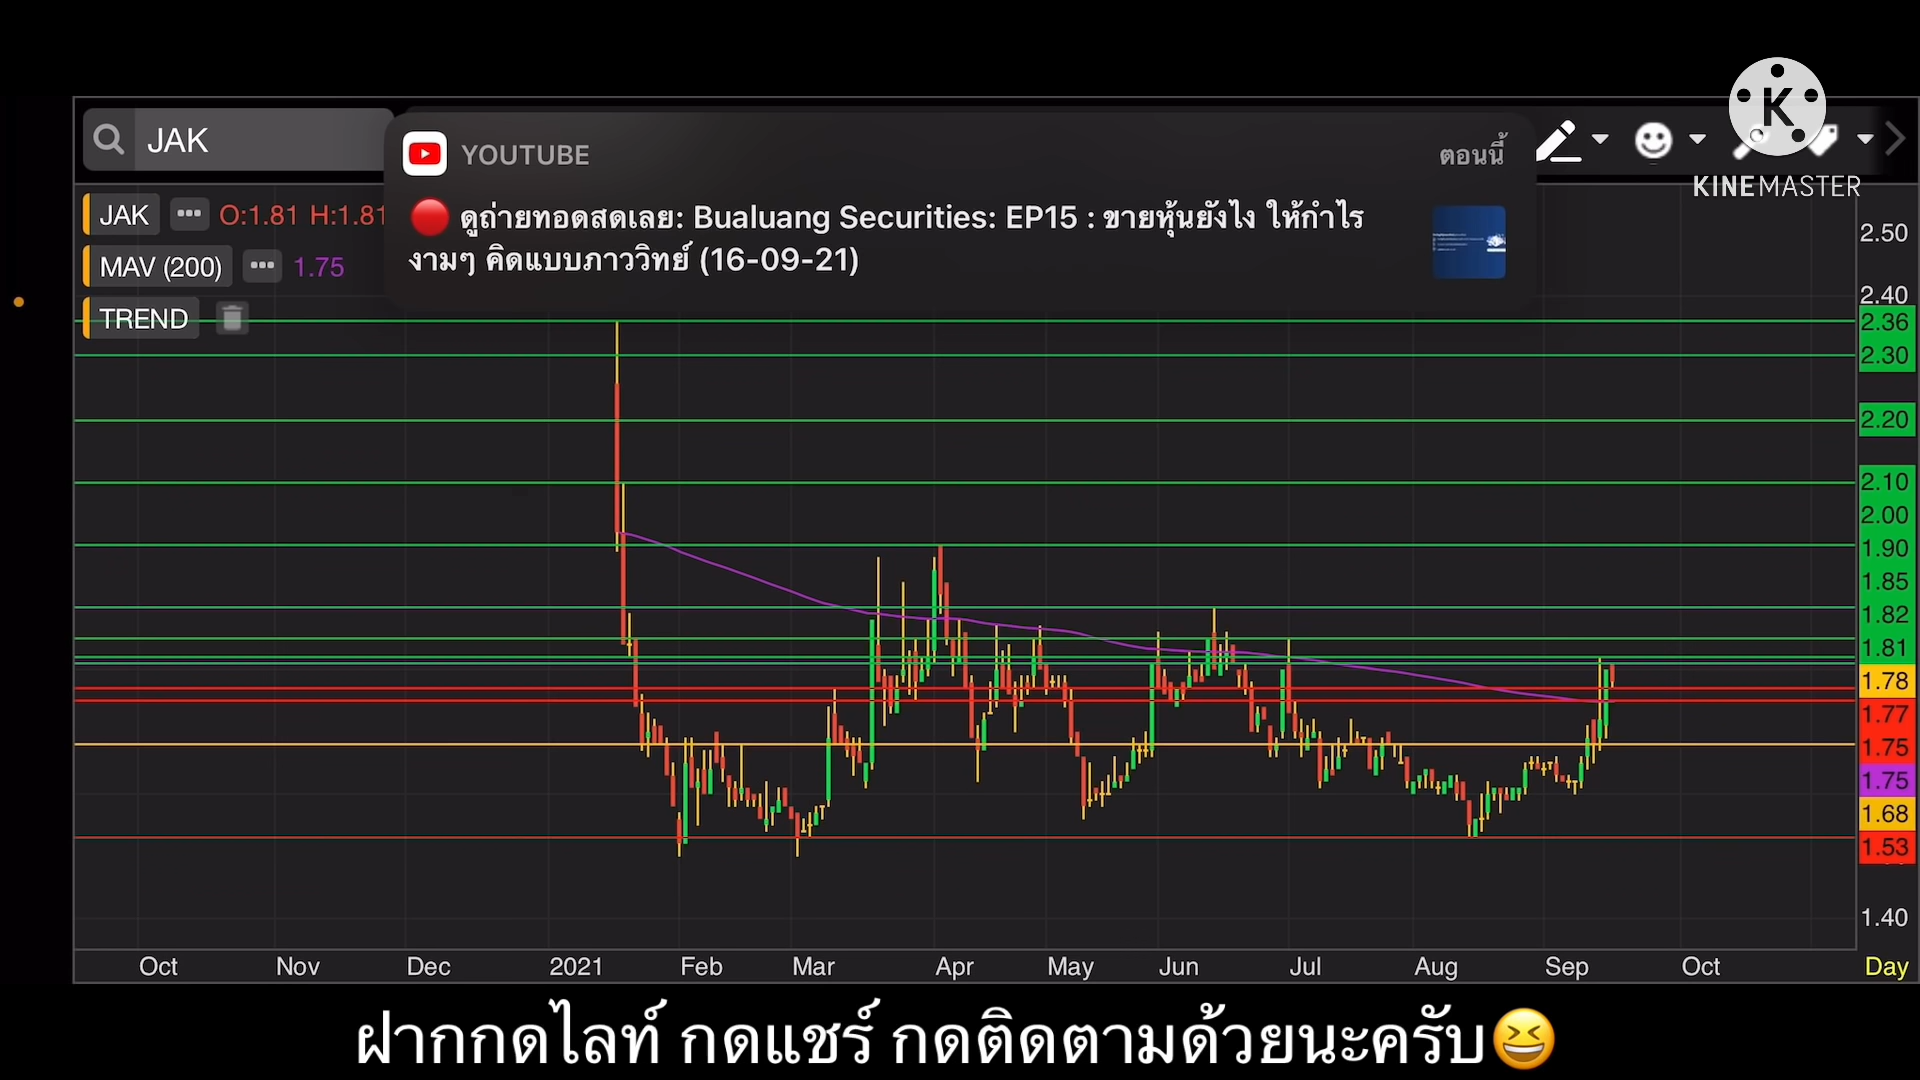 JAK
YOUTUBE
ตอนนี้
KINEMASTER
🔴 ดูถ่ายทอดสดเลย: Bualuang Securities: EP15 : ขายหุ้นยังไง ให้กำไร
งามๆ คิดแบบภาววิทย์ (16-09-21)
JAK ••• O:1.81 H:1.81
MAV (200) ••• 1.75
TREND
2.50
2.40
2.36
2.30
2.20
2.10
2.00
1.90
1.85
1.82
1.81
1.78
1.77
1.75
1.75
1.68
1.53
1.40
Oct Nov Dec 2021 Feb Mar Apr May Jun Jul Aug Sep Oct Day
ฝากกดไลท์ กดแชร์ กดติดตามด้วยนะครับ😆